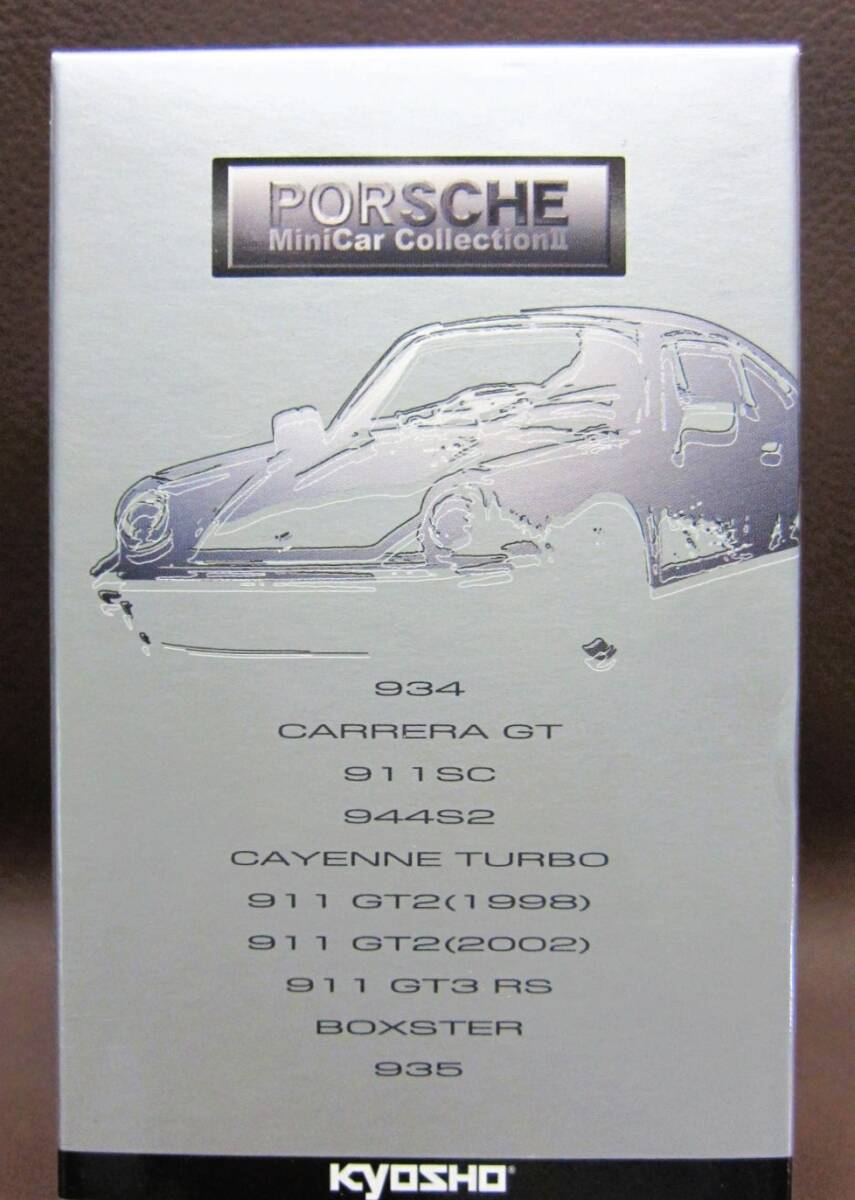 PORSCHE
MiniCar CollectionⅡ
934
CARRERA GT
911SC
944S2
CAYENNE TURBO
911 GT2(1998)
911 GT2(2002)
911 GT3 RS
BOXSTER
935
KYOSHO®